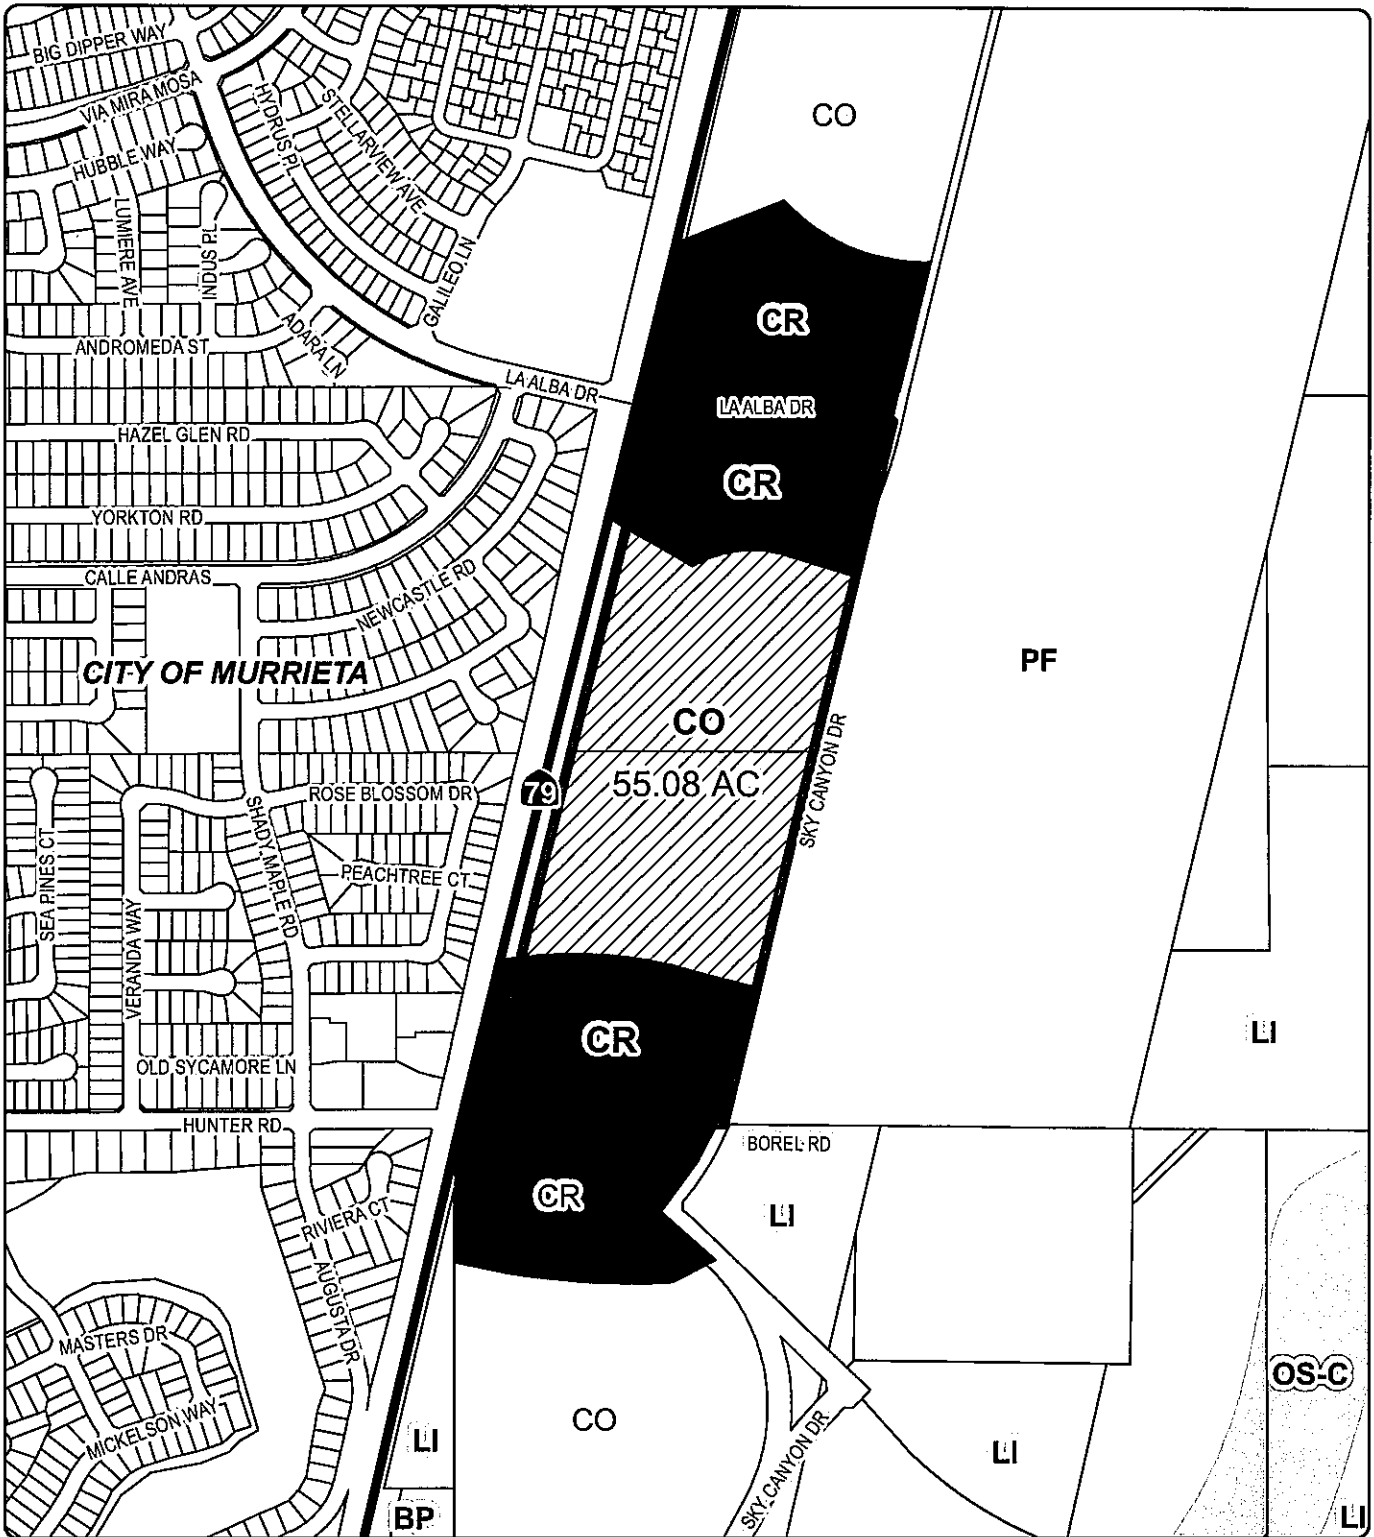 BIG DIPPER WAY
VIA MIRA MOSA
HUBBLE WAY
HYDRUS PL
STELLARVIEW AVE
CO
LUMIERE AVE
INDUS PL
GALILEO LN
ADARA LN
ANDROMEDA ST
CR
LA ALBA DR
LA ALBA DR
HAZEL GLEN RD
CR
YORKTON RD
CALLE ANDRAS
NEWCASTLE RD
CITY OF MURRIETA
PF
CO
SKY CANYON DR
55.08 AC
79
ROSE BLOSSOM DR
SHADY MAPLE RD
SEA PINES CT
PEACHTREE CT
VERANDA WAY
CR
LI
OLD SYCAMORE LN
HUNTER RD
BOREL RD
CR
LI
RIVIERA CT
AUGUSTA DR
MASTERS DR
OS-C
MICKELSON WAY
LI
CO
SKY CANYON DR
LI
BP
LI